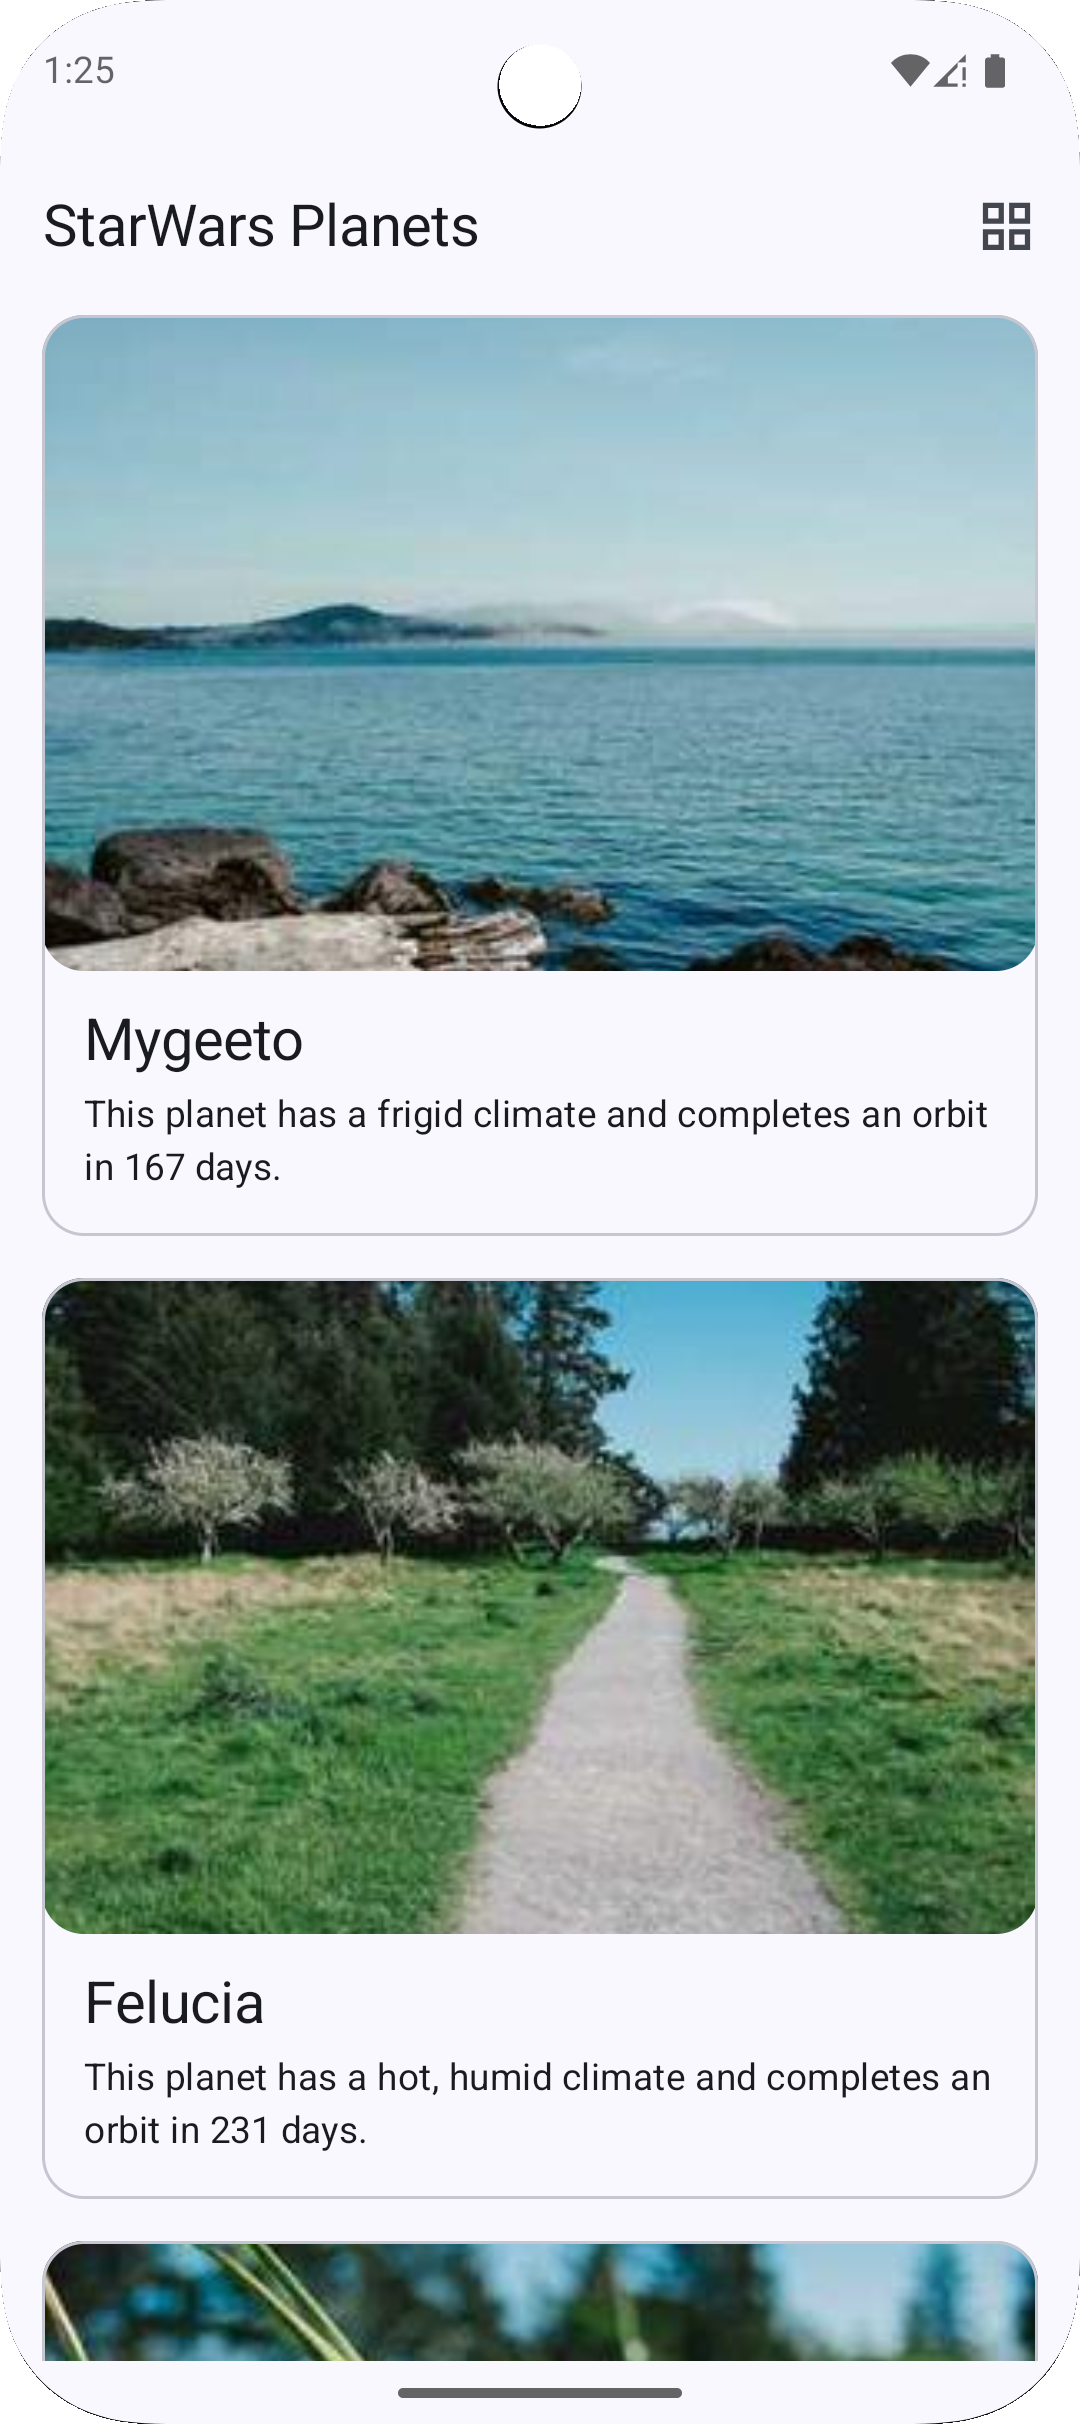 1:25
StarWars Planets
Mygeeto
This planet has a frigid climate and completes an orbit
in 167 days.
Felucia
This planet has a hot, humid climate and completes an
orbit in 231 days.